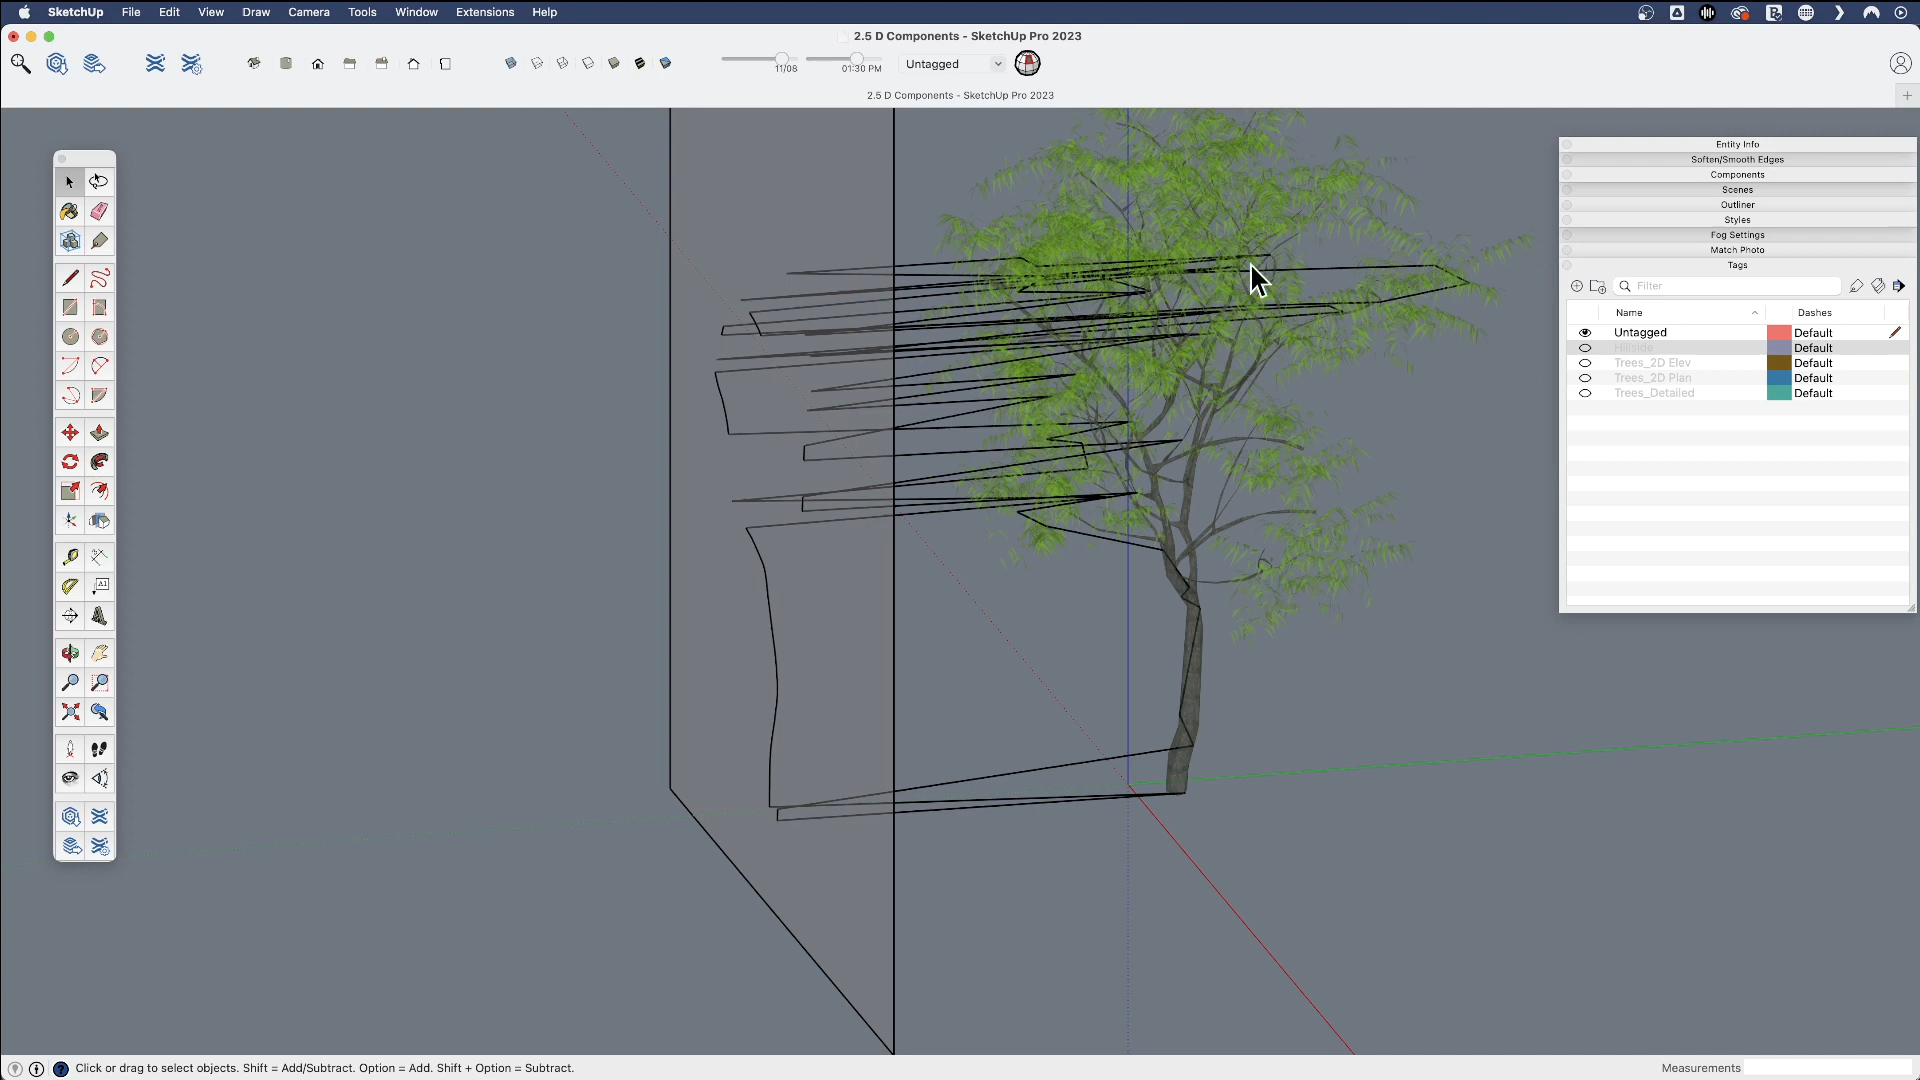 SketchUp File Edit View Draw Camera Tools Window Extensions Help
2.5 D Components - SketchUp Pro 2023
11/08
01:30 PM
Untagged
2.5 D Components - SketchUp Pro 2023
Entity Info
Soften/Smooth Edges
Components
Scenes
Outliner
Styles
Fog Settings
Match Photo
Tags
Filter
Name Dashes
Untagged Default
Hillside Default
Trees_2D Elev Default
Trees_2D Plan Default
Trees_Detailed Default
A1
Click or drag to select objects. Shift = Add/Subtract. Option = Add. Shift + Option = Subtract.
Measurements